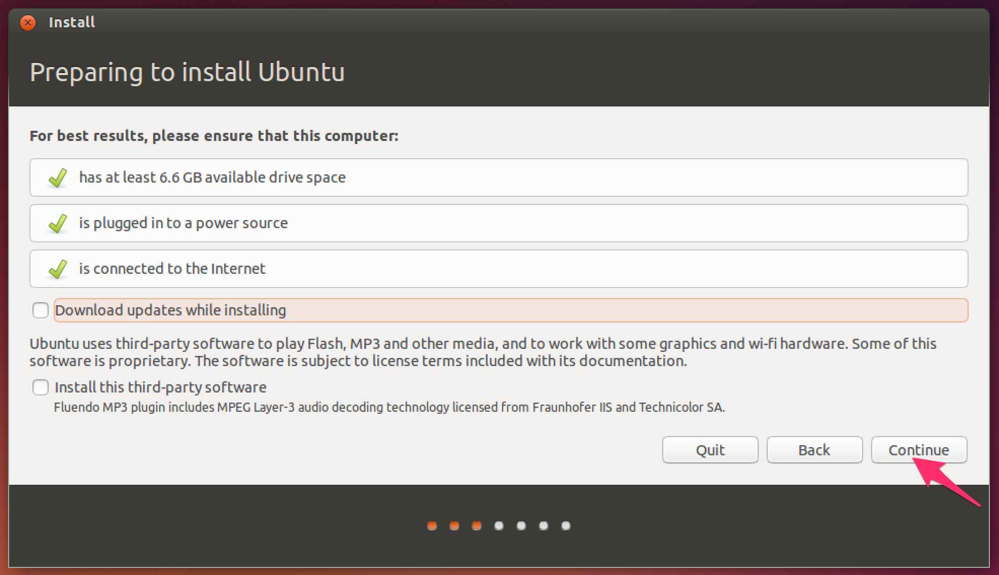 Install
Preparing to install Ubuntu
For best results, please ensure that this computer:
has at least 6.6 GB available drive space
is plugged in to a power source
is connected to the Internet
Download updates while installing
Ubuntu uses third-party software to play Flash, MP3 and other media, and to work with some graphics and wi-fi hardware. Some of this
software is proprietary. The software is subject to license terms included with its documentation.
Install this third-party software
Fluendo MP3 plugin includes MPEG Layer-3 audio decoding technology licensed from Fraunhofer IIS and Technicolor SA.
Quit Back Continue